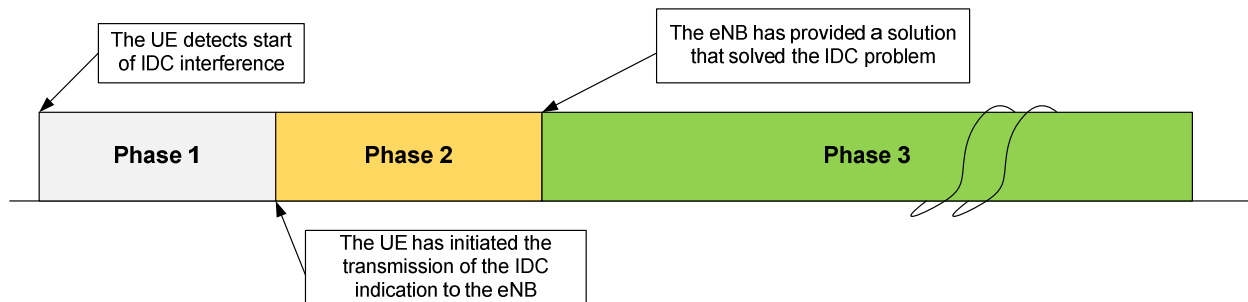 The UE detects start
of IDC interference
The eNB has provided a solution
that solved the IDC problem
Phase 1
Phase 2
Phase 3
The UE has initiated the
transmission of the IDC
indication to the eNB